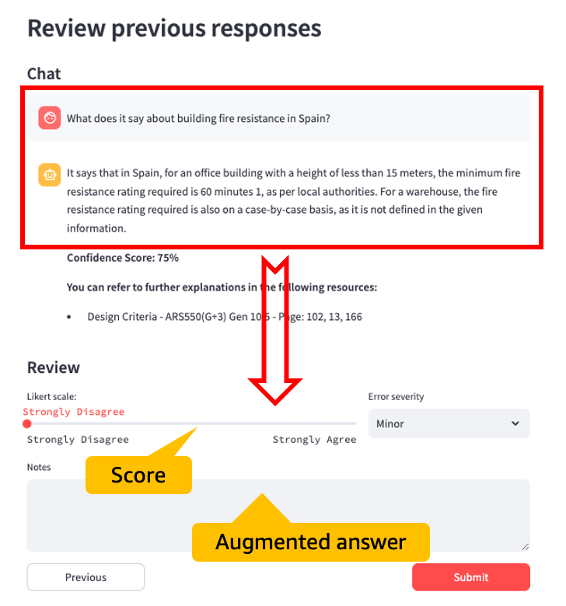 Review previous responses
Chat
What does it say about building fire resistance in Spain?
It says that in Spain, for an office building with a height of less than 15 meters, the minimum fire
resistance rating required is 60 minutes 1, as per local authorities. For a warehouse, the fire
resistance rating required is also on a case-by-case basis, as it is not defined in the given
information.
Confidence Score: 75%
You can refer to further explanations in the following resources:
• Design Criteria - ARS550(G+3) Gen 10.5 - Page: 102, 13, 166
Review
Likert scale:
Error severity
Strongly Disagree
Minor
Strongly Disagree
Strongly Agree
Score
Notes
Augmented answer
Previous
Submit